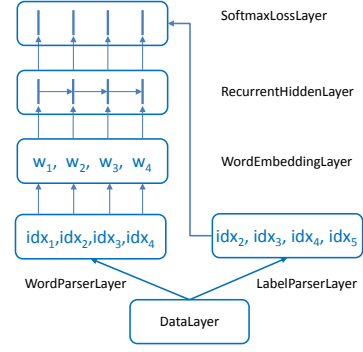 SoftmaxLossLayer
RecurrentHiddenLayer
w₁, w₂, w₃, w₄ WordEmbeddingLayer
idx₁,idx₂,idx₃,idx₄ idx₂, idx₃, idx₄, idx₅
WordParserLayer LabelParserLayer
DataLayer